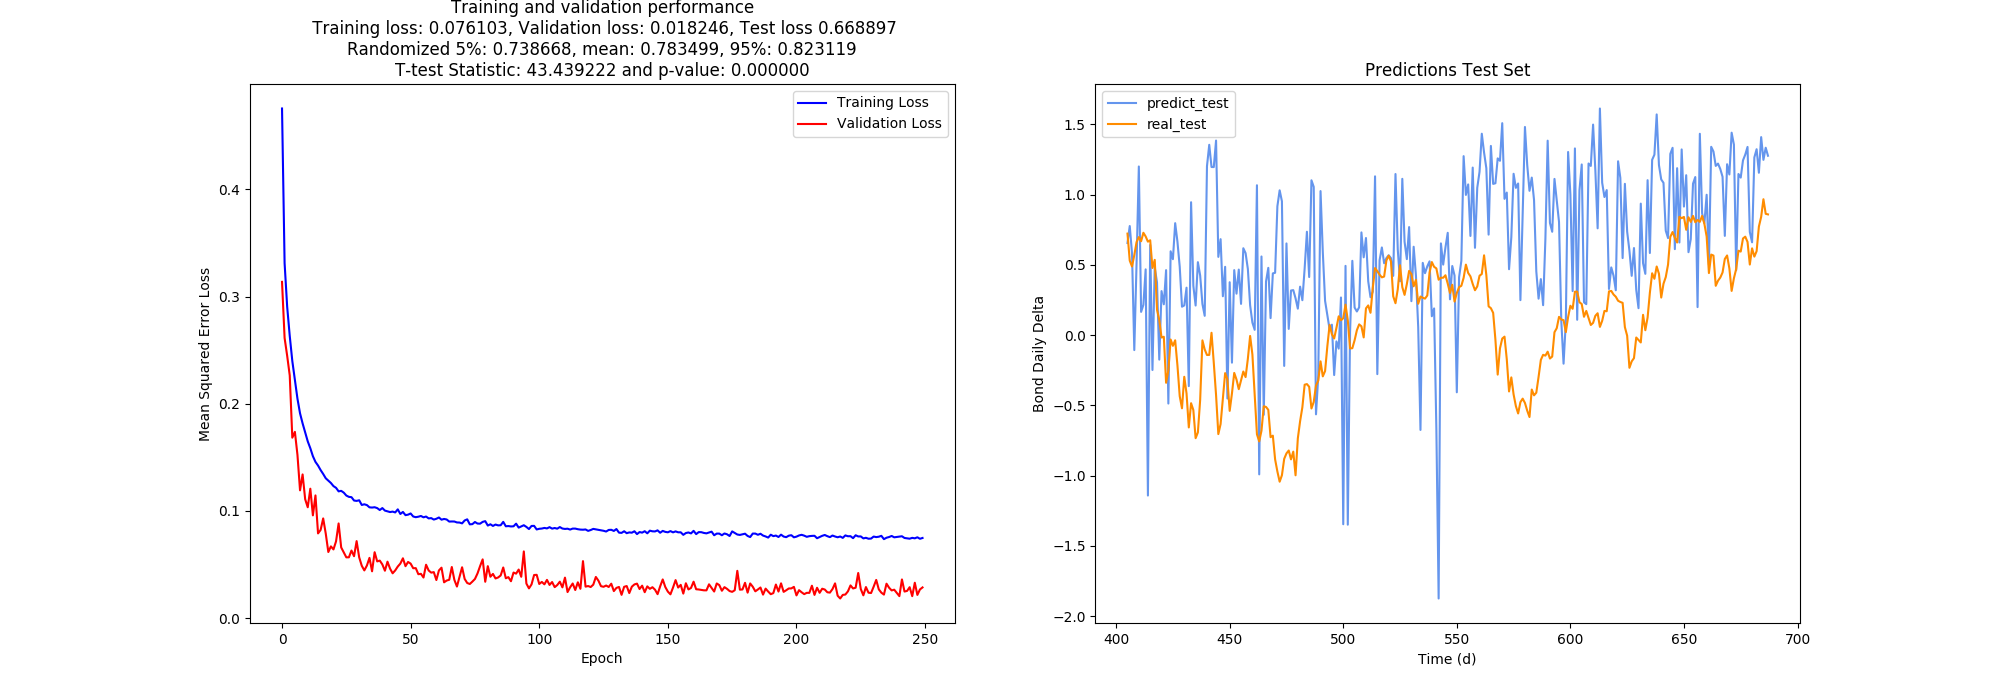 Training and validation performance
Training loss: 0.076103, Validation loss: 0.018246, Test loss 0.668897
Randomized 5%: 0.738668, mean: 0.783499, 95%: 0.823119
T-test Statistic: 43.439222 and p-value: 0.000000
Training Loss
Validation Loss
Mean Squared Error Loss
0.4
0.3
0.2
0.1
0.0
0 50 100 150 200 250
Epoch
Predictions Test Set
predict_test
real_test
Bond Daily Delta
1.5
1.0
0.5
0.0
−0.5
−1.0
−1.5
−2.0
400 450 500 550 600 650 700
Time (d)